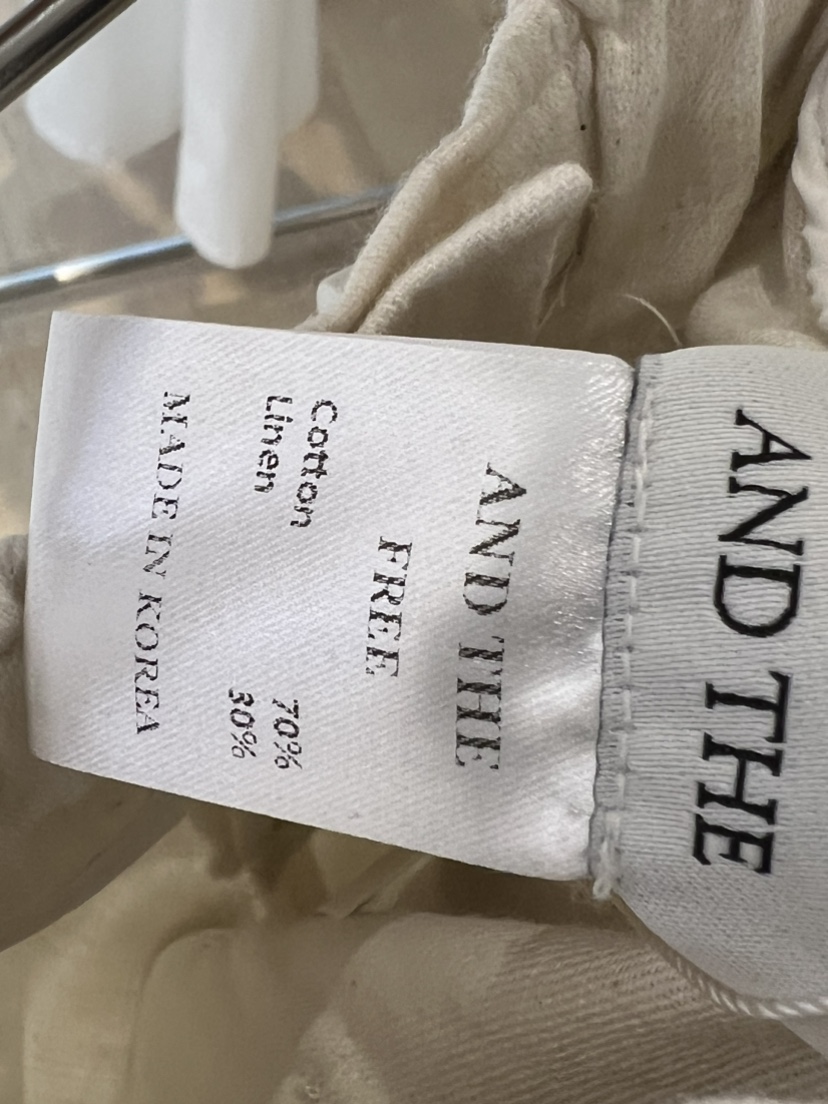 AND THE
AND THE
FREE
Cotton 70%
Linen 30%
MADE IN KOREA